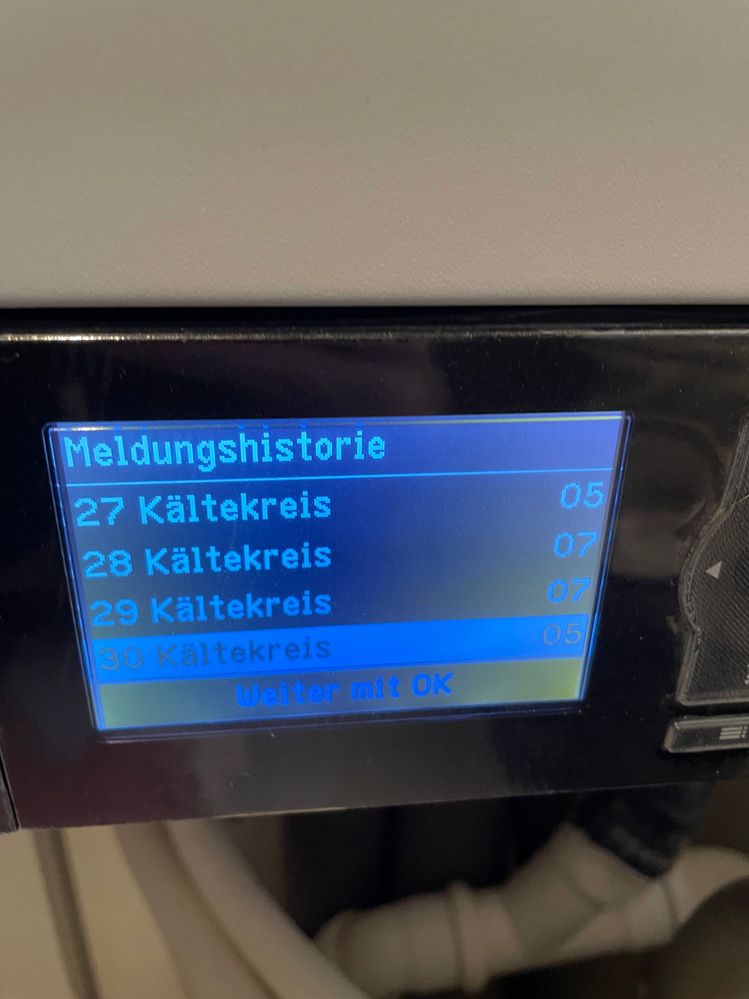 Meldungshistorie
27 Kältekreis 05
28 Kältekreis 07
29 Kältekreis 07
30 Kältekreis 05
Weiter mit OK